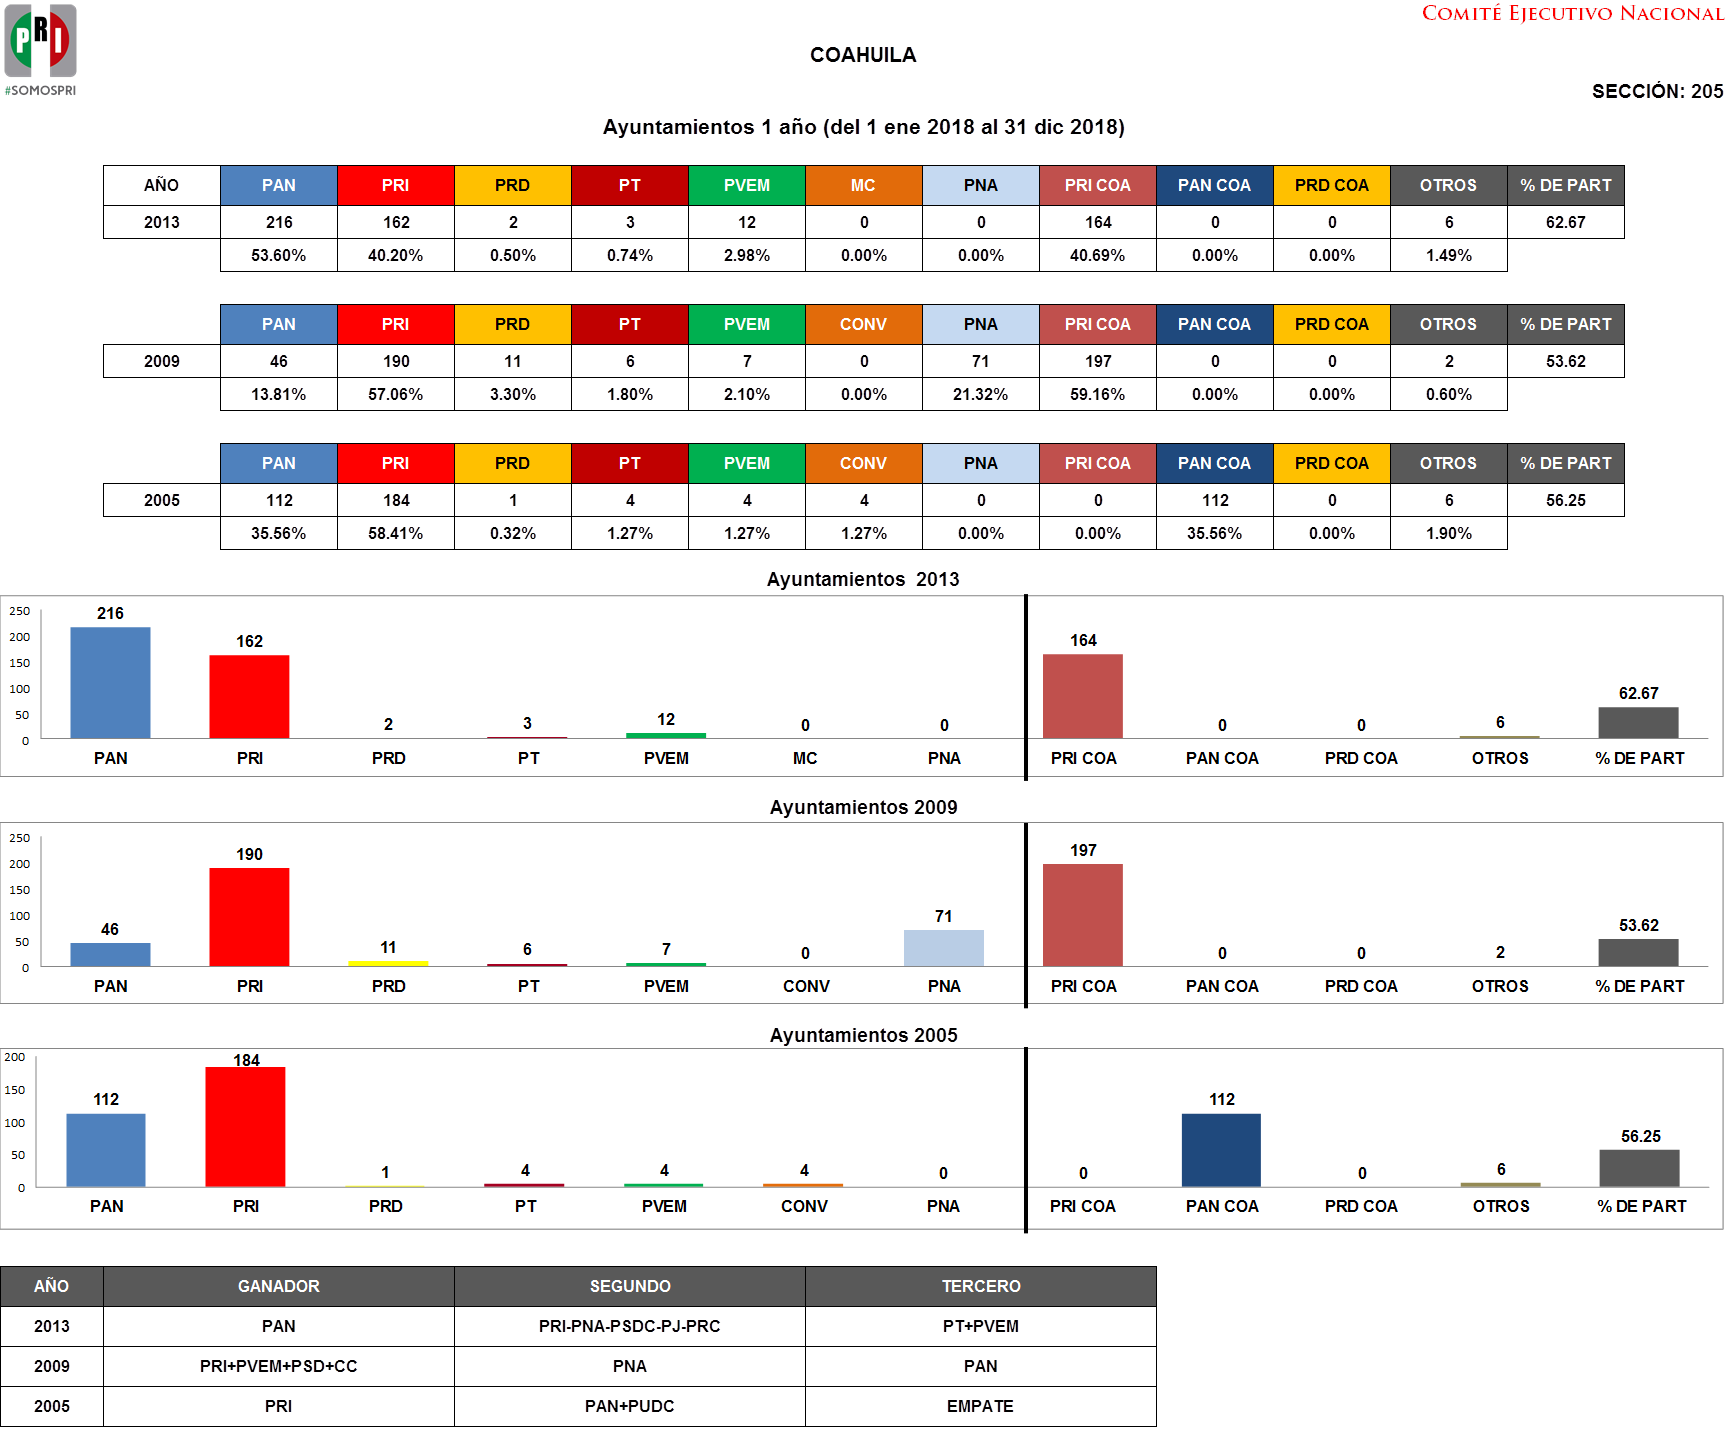 PRI
#SOMOSPRI
COMITÉ EJECUTIVO NACIONAL
COAHUILA
SECCIÓN: 205
Ayuntamientos 1 año (del 1 ene 2018 al 31 dic 2018)
AÑO PAN PRI PRD PT PVEM MC PNA PRI COA PAN COA PRD COA OTROS % DE PART
2013 216 162 2 3 12 0 0 164 0 0 6 62.67
53.60% 40.20% 0.50% 0.74% 2.98% 0.00% 0.00% 40.69% 0.00% 0.00% 1.49%
PAN PRI PRD PT PVEM CONV PNA PRI COA PAN COA PRD COA OTROS % DE PART
2009 46 190 11 6 7 0 71 197 0 0 2 53.62
13.81% 57.06% 3.30% 1.80% 2.10% 0.00% 21.32% 59.16% 0.00% 0.00% 0.60%
PAN PRI PRD PT PVEM CONV PNA PRI COA PAN COA PRD COA OTROS % DE PART
2005 112 184 1 4 4 4 0 0 112 0 6 56.25
35.56% 58.41% 0.32% 1.27% 1.27% 1.27% 0.00% 0.00% 35.56% 0.00% 1.90%
Ayuntamientos 2013
250
200
150
100
50
0
216 162 2 3 12 0 0 164 0 0 6 62.67
PAN PRI PRD PT PVEM MC PNA PRI COA PAN COA PRD COA OTROS % DE PART
Ayuntamientos 2009
250
200
150
100
50
0
46 190 11 6 7 0 71 197 0 0 2 53.62
PAN PRI PRD PT PVEM CONV PNA PRI COA PAN COA PRD COA OTROS % DE PART
Ayuntamientos 2005
200
150
100
50
0
112 184 1 4 4 4 0 0 112 0 6 56.25
PAN PRI PRD PT PVEM CONV PNA PRI COA PAN COA PRD COA OTROS % DE PART
AÑO GANADOR SEGUNDO TERCERO
2013 PAN PRI-PNA-PSDC-PJ-PRC PT+PVEM
2009 PRI+PVEM+PSD+CC PNA PAN
2005 PRI PAN+PUDC EMPATE